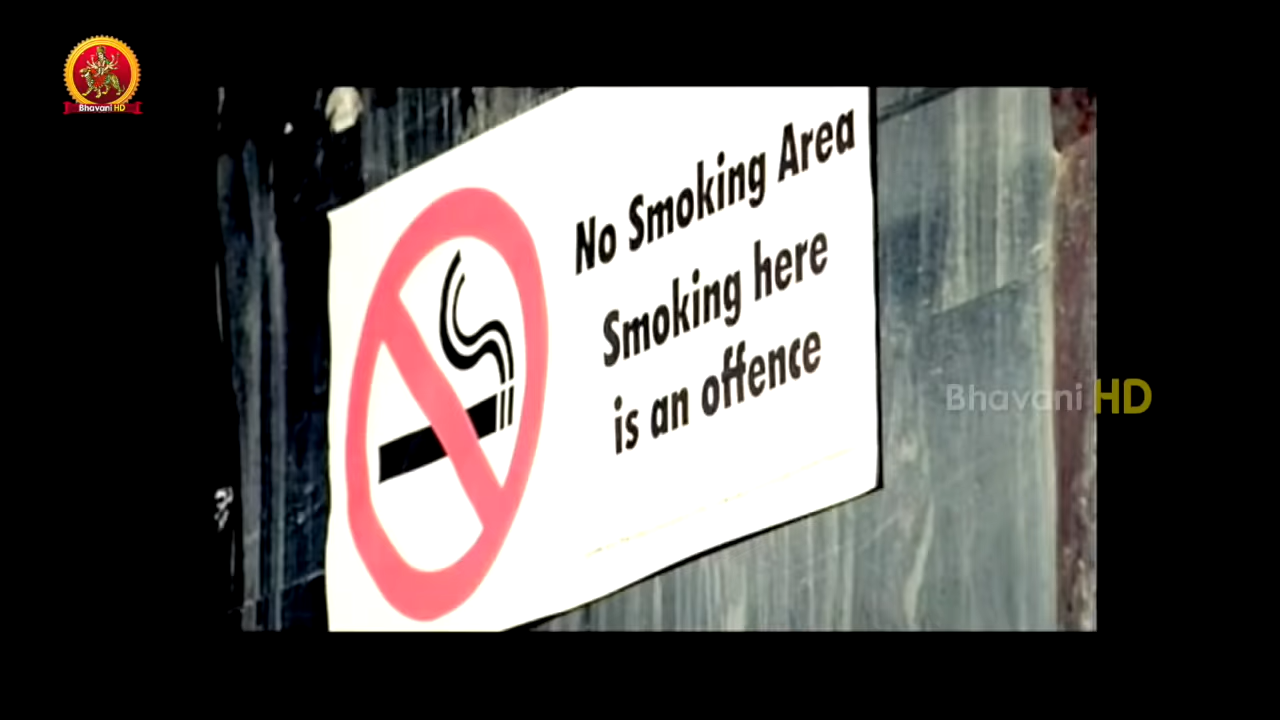 Bhavani HD
No Smoking Area
Smoking here
is an offence
Bhavani HD